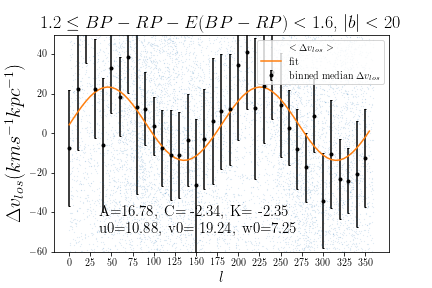 1.2 ≤ BP − RP − E(BP − RP) < 1.6, |b| < 20
Δv_los(kms⁻¹kpc⁻¹)
< Δv_los >
fit
binned median Δv_los
40
20
0
−20
−40
−60
A=16.78, C= -2.34, K= -2.35
u0=10.88, v0= 19.24, w0=7.25
0 25 50 75 100 125 150 175 200 225 250 275 300 325 350
l